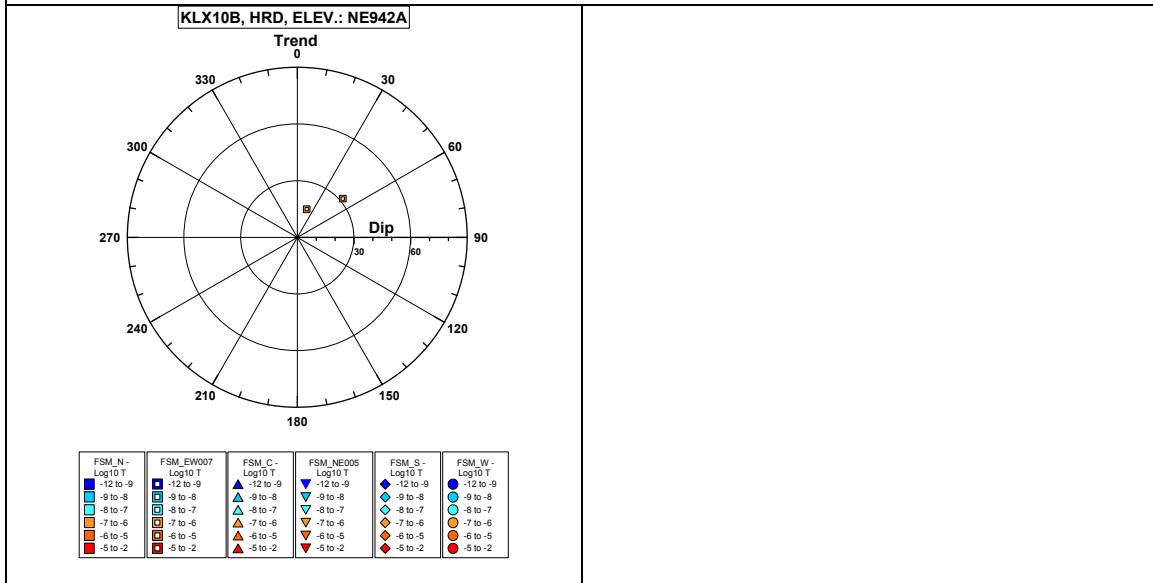 KLX10B, HRD, ELEV.: NE942A
Trend
0
330
30
300
60
Dip
270
30
60
90
240
120
210
150
180
FSM_N -
Log10 T
-12 to -9
-9 to -8
-8 to -7
-7 to -6
-6 to -5
-5 to -2
FSM_EW007
Log10 T
-12 to -9
-9 to -8
-8 to -7
-7 to -6
-6 to -5
-5 to -2
FSM_C -
Log10 T
-12 to -9
-9 to -8
-8 to -7
-7 to -6
-6 to -5
-5 to -2
FSM_NE005
Log10 T
-12 to -9
-9 to -8
-8 to -7
-7 to -6
-6 to -5
-5 to -2
FSM_S -
Log10 T
-12 to -9
-9 to -8
-8 to -7
-7 to -6
-6 to -5
-5 to -2
FSM_W -
Log10 T
-12 to -9
-9 to -8
-8 to -7
-7 to -6
-6 to -5
-5 to -2